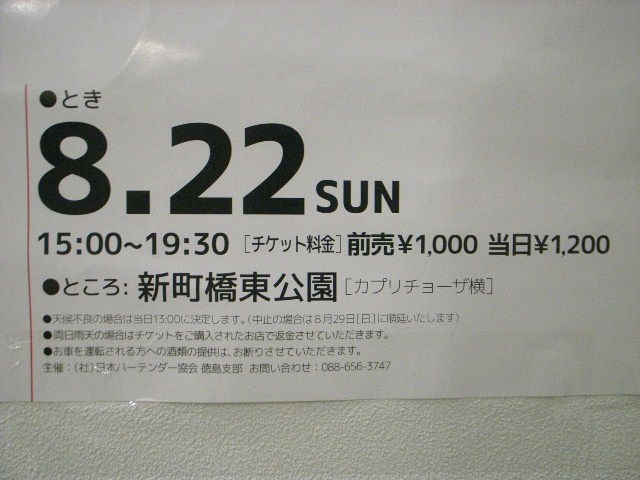 ●とき
8.22 SUN
15:00～19:30 [チケット料金] 前売¥1,000 当日¥1,200
●ところ: 新町橋東公園 [カプリチョーザ横]
●天候不良の場合は当日13:00に決定します。(中止の場合は8月29日[日]に順延いたします)
●両日雨天の場合はチケットをご購入されたお店で返金させていただきます。
●お車を運転される方への酒類の提供は、お断りさせていただきます。
主催：(社)日本バーテンダー協会 徳島支部 お問い合わせ：088-656-3747